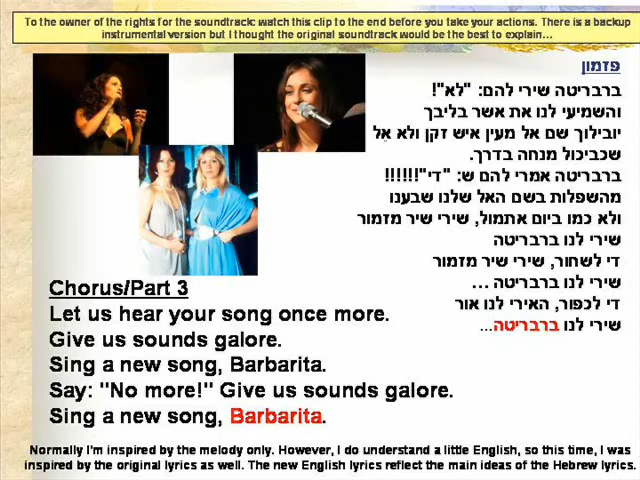 To the owner of the rights for the soundtrack: watch this clip to the end before you take your actions. There is a backup
instrumental version but I thought the original soundtrack would be the best to explain...
פזמון
ברבריטה שירי להם: "לא"!
והשמיעי לנו את אשר בליבך
יובילוך שם אל מעין איש זקן ולא אֵל
שכביכול מנחה בדרך.
ברבריטה אמרי להם ש: "די"!!!!!!
מהשפלות בשם האל שלנו שבענו
ולא כמו ביום אתמול, שירי שיר מזמור
שירי לנו ברבריטה
די לשחור, שירי שיר מזמור
שירי לנו ברבריטה ...
די לכפור, האירי לנו אור
שירי לנו ברבריטה...
Chorus/Part 3
Let us hear your song once more.
Give us sounds galore.
Sing a new song, Barbarita.
Say: "No more!" Give us sounds galore.
Sing a new song, Barbarita.
Normally I'm inspired by the melody only. However, I do understand a little English, so this time, I was
inspired by the original lyrics as well. The new English lyrics reflect the main ideas of the Hebrew lyrics.